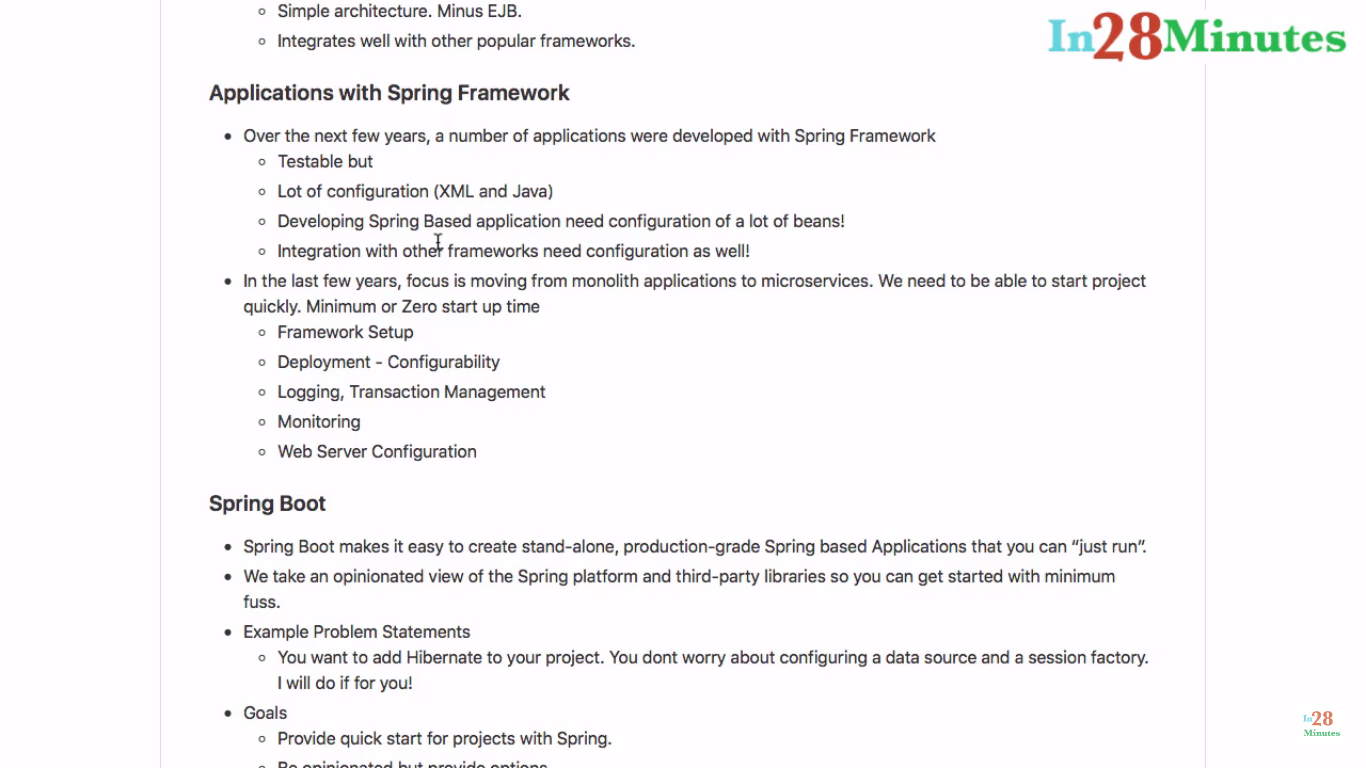 Simple architecture. Minus EJB.
In28Minutes
Integrates well with other popular frameworks.
Applications with Spring Framework
Over the next few years, a number of applications were developed with Spring Framework
Testable but
Lot of configuration (XML and Java)
Developing Spring Based application need configuration of a lot of beans!
Integration with other frameworks need configuration as well!
In the last few years, focus is moving from monolith applications to microservices. We need to be able to start project
quickly. Minimum or Zero start up time
Framework Setup
Deployment - Configurability
Logging, Transaction Management
Monitoring
Web Server Configuration
Spring Boot
Spring Boot makes it easy to create stand-alone, production-grade Spring based Applications that you can “just run”.
We take an opinionated view of the Spring platform and third-party libraries so you can get started with minimum
fuss.
Example Problem Statements
You want to add Hibernate to your project. You dont worry about configuring a data source and a session factory.
I will do if for you!
Goals
Provide quick start for projects with Spring.
Be opinionated but provide options.
In28
Minutes